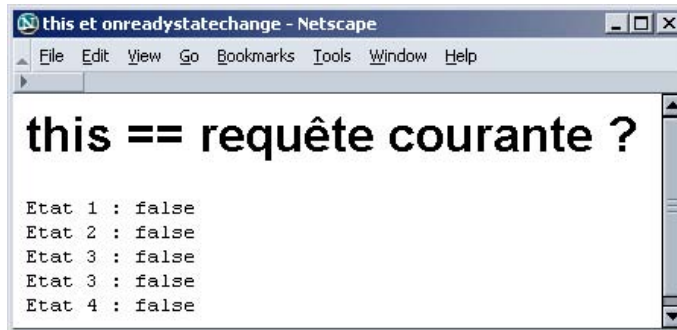 this et onreadystatechange - Netscape
File Edit View Go Bookmarks Tools Window Help
this == requête courante ?
Etat 1 : false
Etat 2 : false
Etat 3 : false
Etat 3 : false
Etat 4 : false